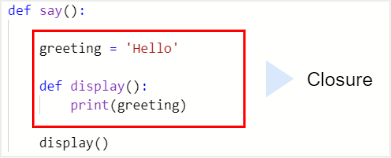 def say():
    greeting = 'Hello'
    def display():
        print(greeting)
    display()
Closure